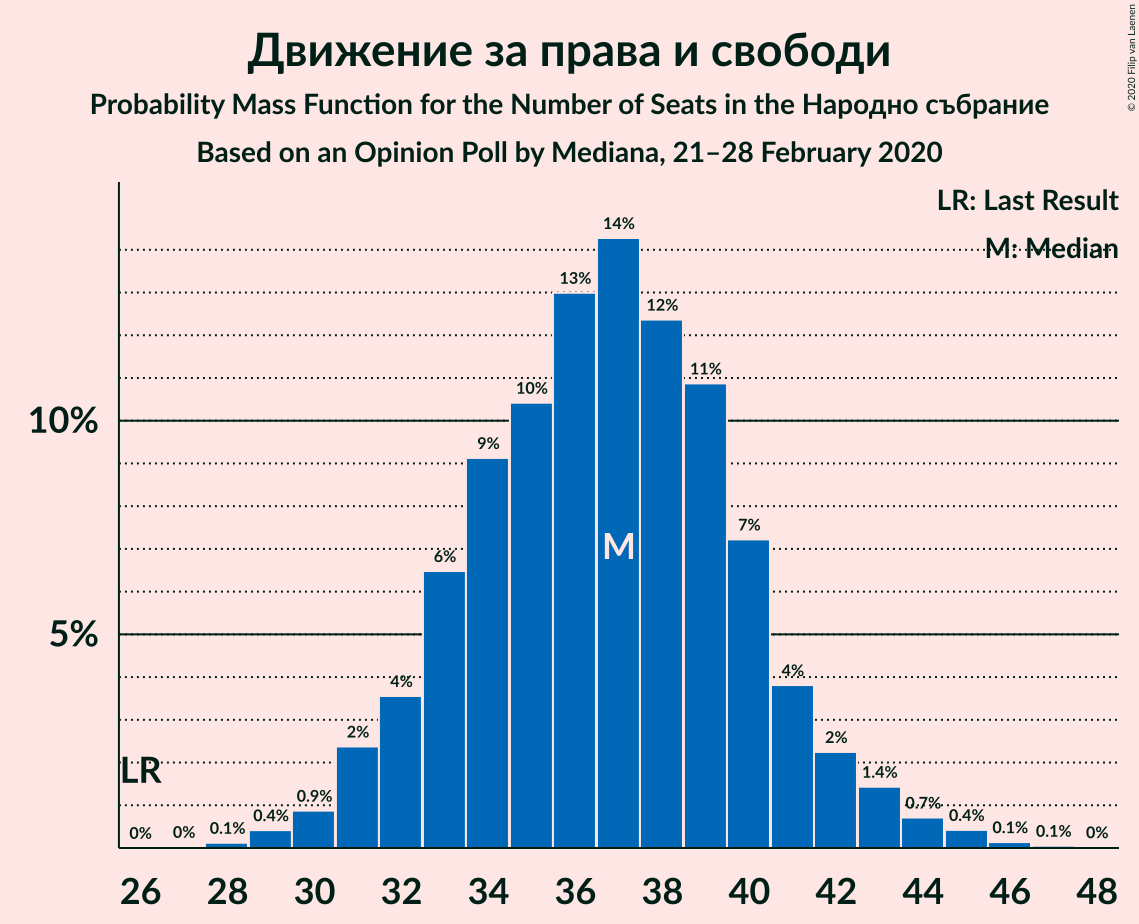 Движение за права и свободи
Probability Mass Function for the Number of Seats in the Народно събрание
Based on an Opinion Poll by Mediana, 21–28 February 2020
© 2020 Filip van Laenen
LR: Last Result
M: Median
14%
13%
12%
11%
10%
10%
9%
7%
M
6%
5%
4%
4%
2%
2%
LR
1.4%
0.9%
0.7%
0.4%
0.4%
0% 0% 0.1% 0.1% 0.1% 0%
26 28 30 32 34 36 38 40 42 44 46 48